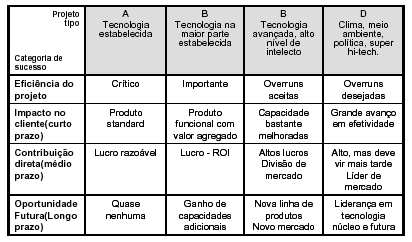 Projeto
tipo
Categoria de
sucesso
A
Tecnologia
estabelecida
B
Tecnologia na
maior parte
estabelecida
B
Tecnologia
avançada, alto
nível de
intelecto
D
Clima, meio
ambiente,
política, super
hi-tech.
Eficiência do
projeto
Crítico
Importante
Overruns
aceitas
Overruns
desejadas
Impacto no
cliente(curto
prazo)
Produto
standard
Produto
funcional com
valor agregado
Capacidade
bastante
melhoradas
Grande avanço
em efetividade
Contribuição
direta(médio
prazo)
Lucro razoável
Lucro - ROI
Altos lucros
Divisão de
mercado
Alto, mas deve
vir mais tarde
Líder de
mercado
Oportunidade
Futura(Longo
prazo)
Quase
nenhuma
Ganho de
capacidades
adicionais
Nova linha de
produtos
Novo mercado
Liderança em
tecnologia
núcleo e futura